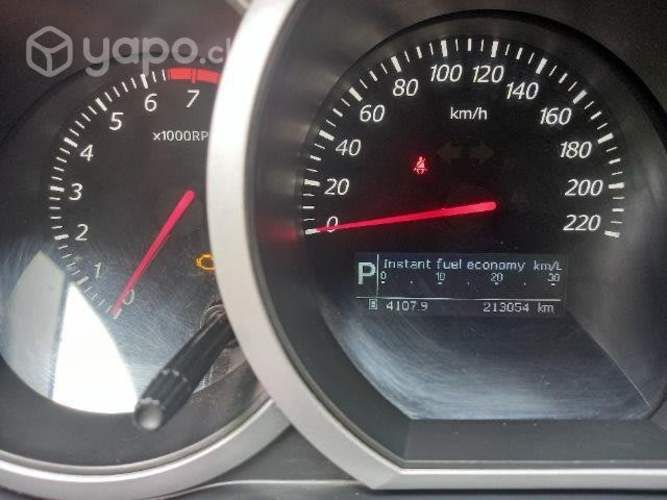 yapo.cl
0 1 2 3 4 5 6 7
x1000RP
0 20 40 60 80 100 120 140 160 180 200 220
km/h
P
Instant fuel economy km/L
0 10 20 30
B 4107.9 213054 km